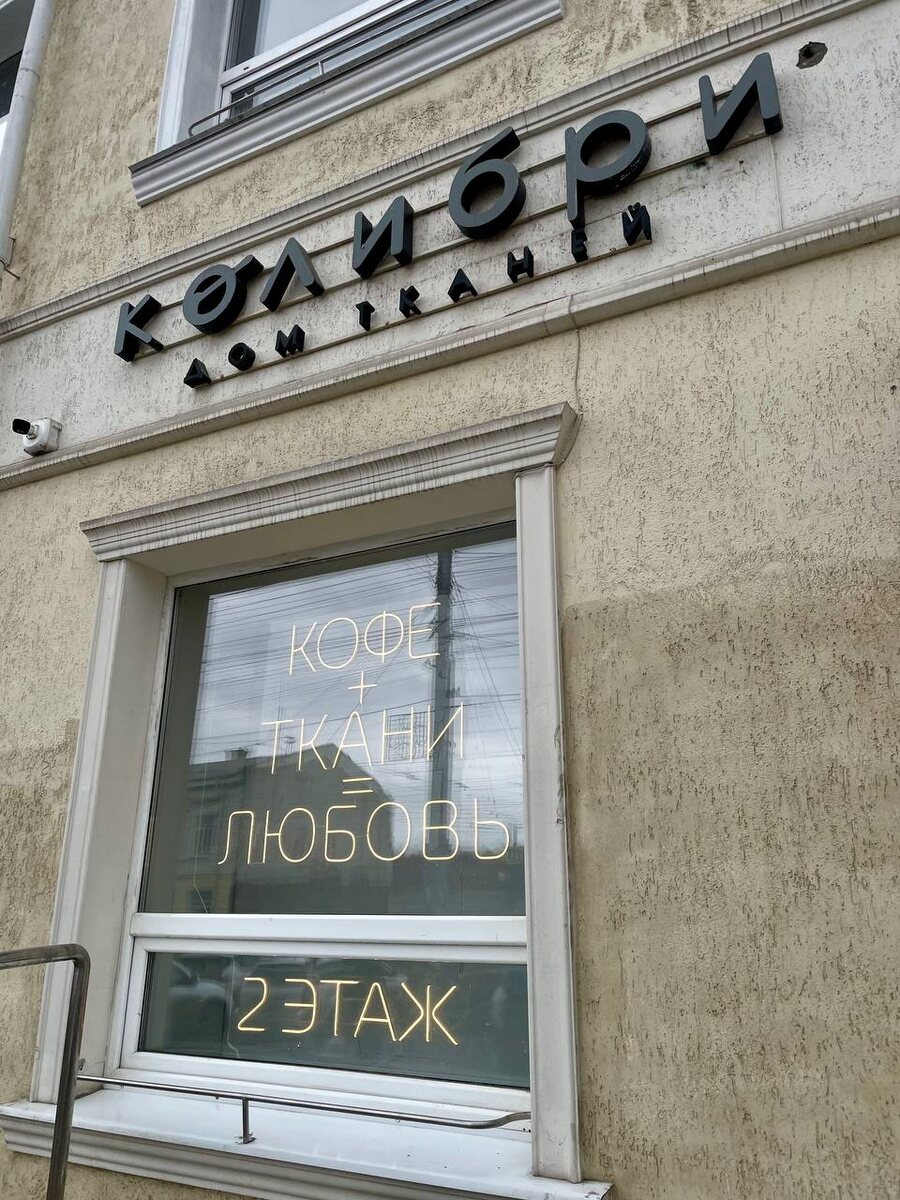 колибри
дом тканей
КОФЕ
+
ТКАНИ
=
ЛЮБОВЬ
2 ЭТАЖ